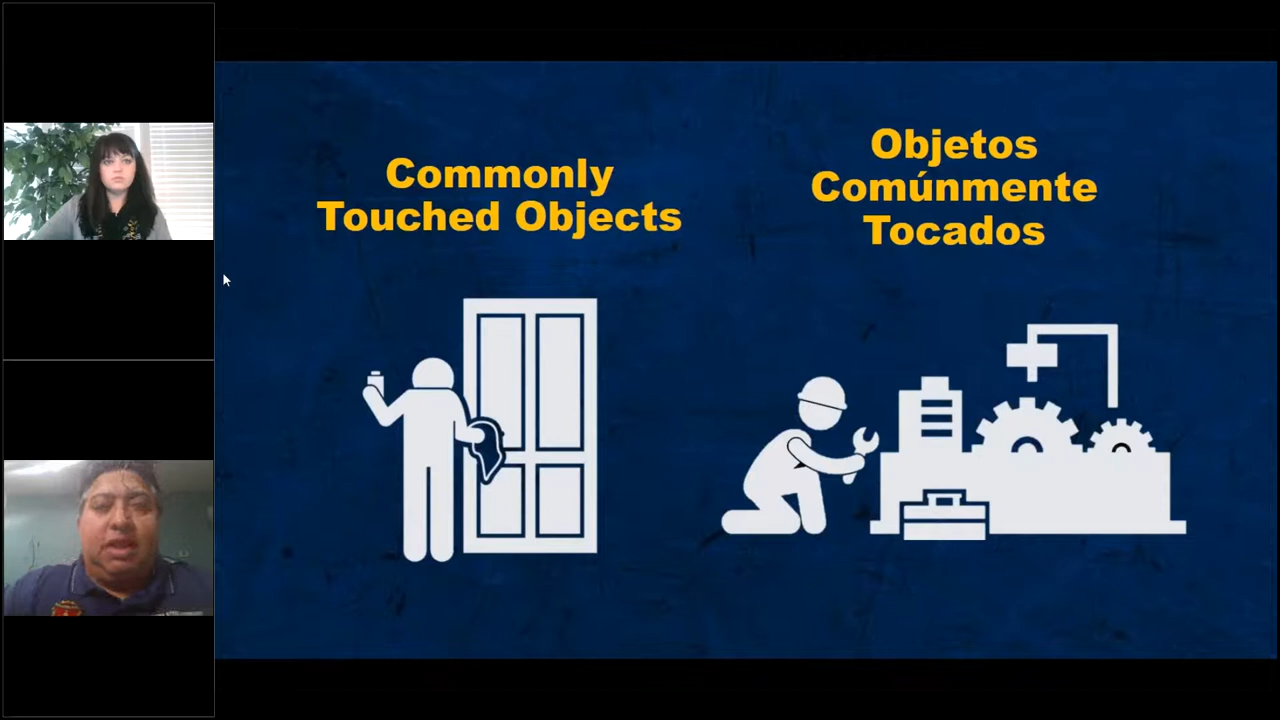 Commonly
Touched Objects
Objetos
Comúnmente
Tocados